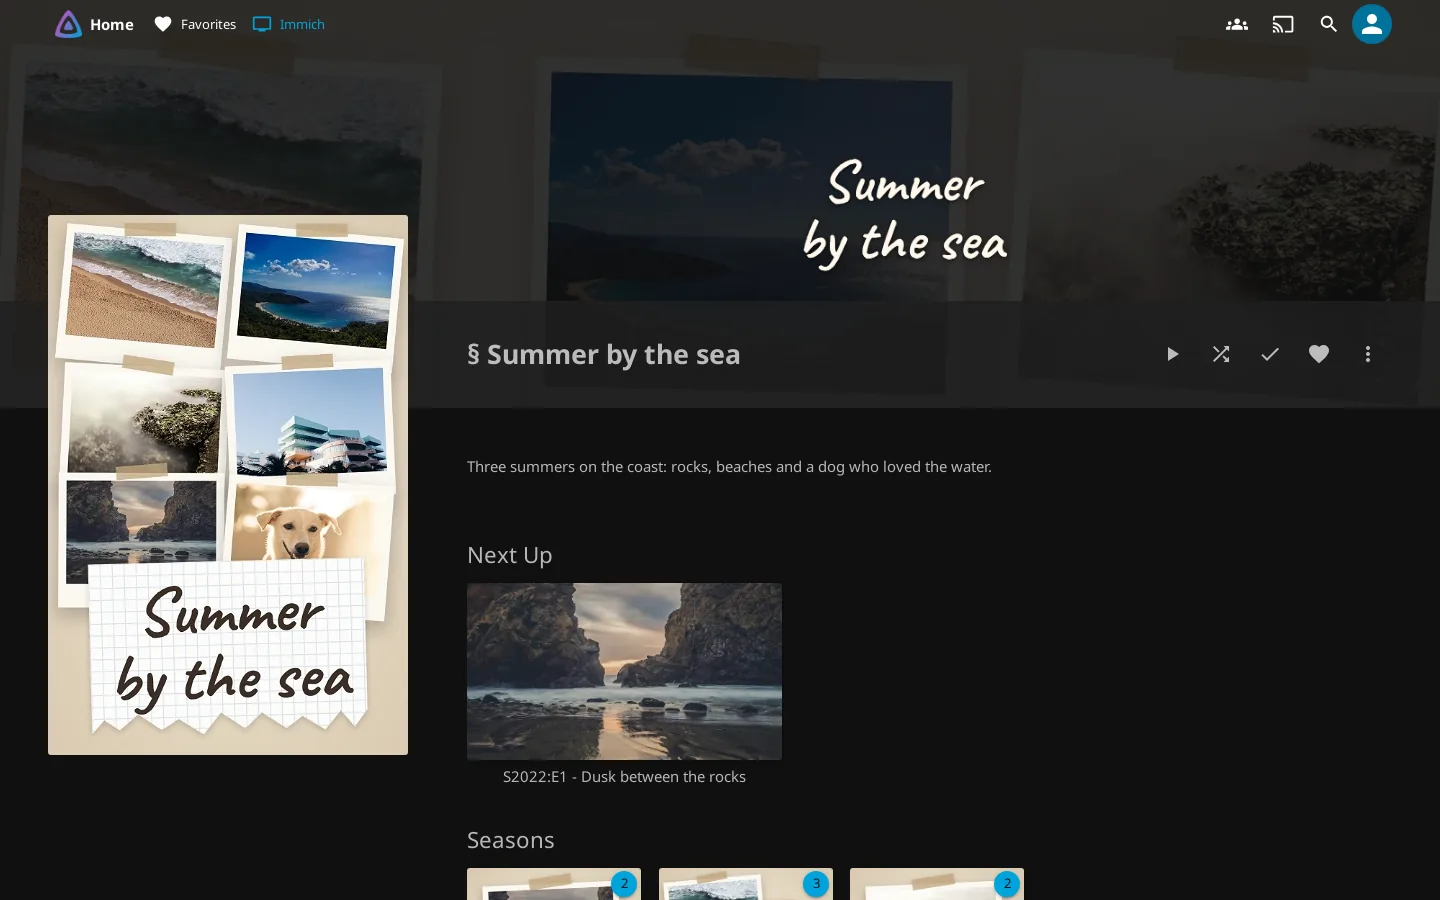 Home
Favorites
Immich
Summer
by the sea
§ Summer by the sea
Three summers on the coast: rocks, beaches and a dog who loved the water.
Summer
by the sea
Next Up
S2022:E1 - Dusk between the rocks
Seasons
2
3
2